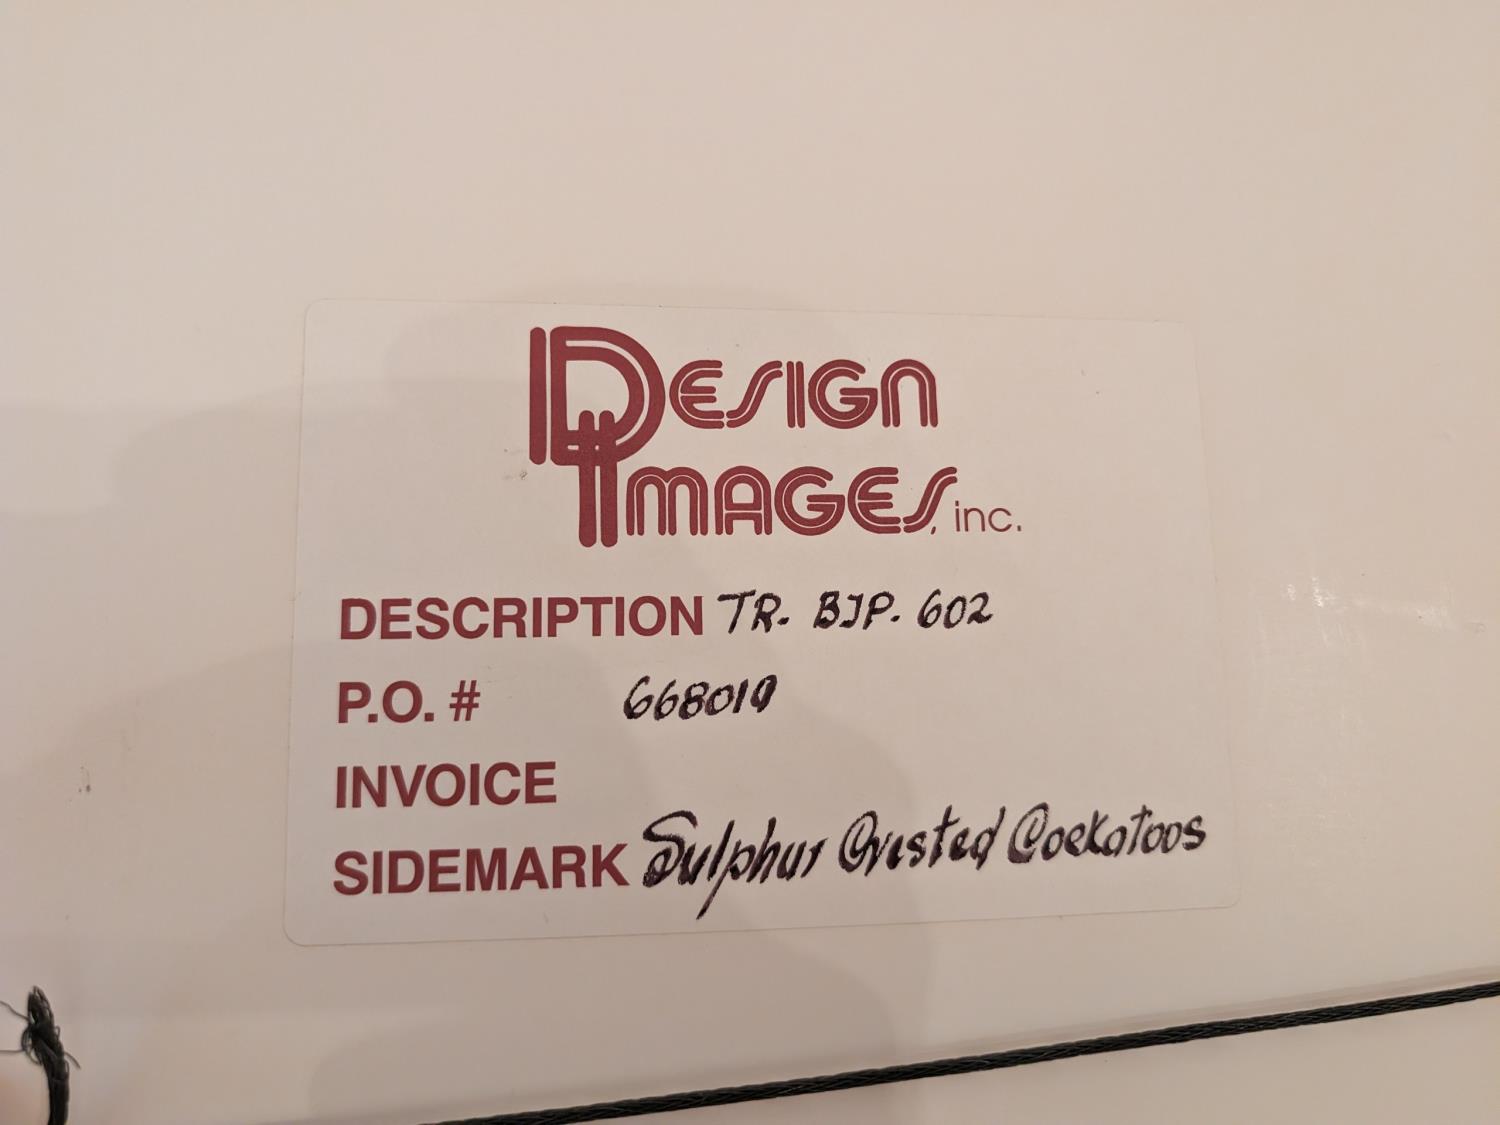 DESIGN
IMAGES, inc.
DESCRIPTION TR. BJP. 602
P.O. # 668019
INVOICE
SIDEMARK Sulphur Crested Cockatoos